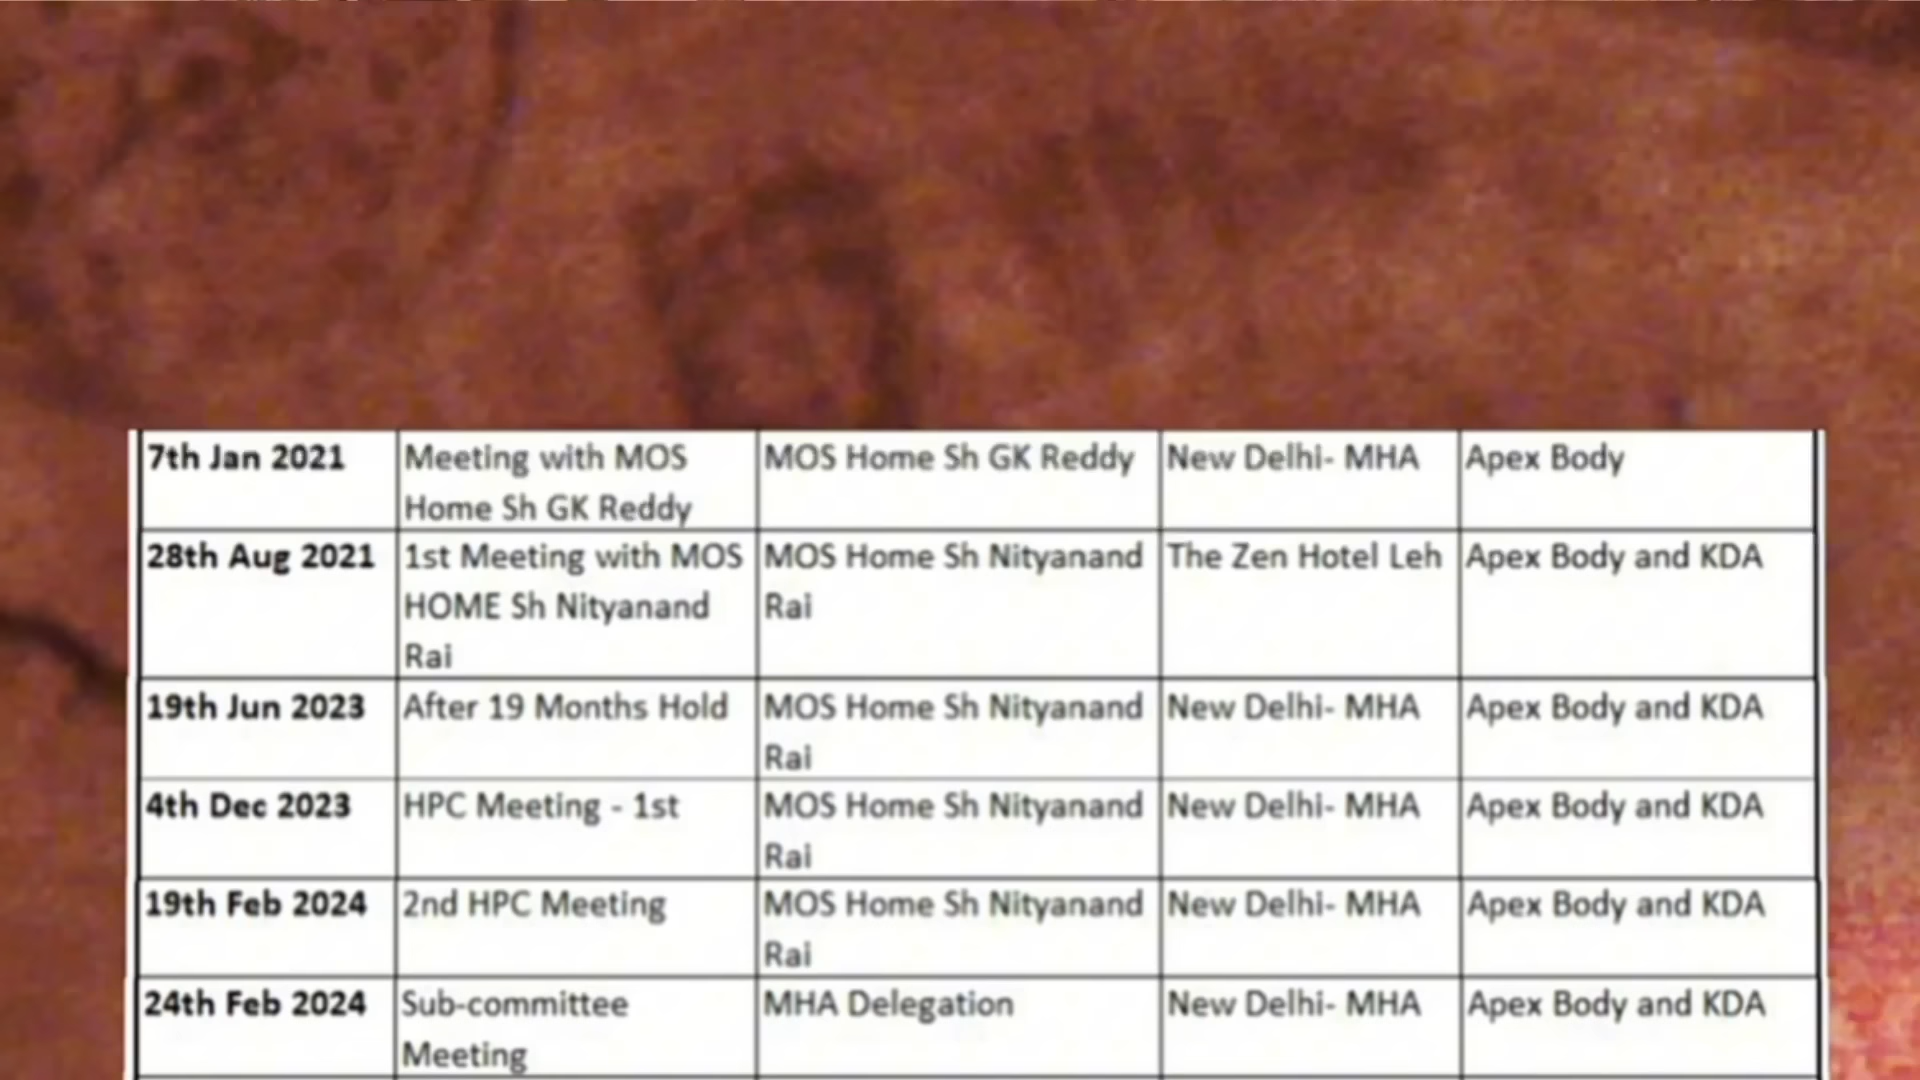 7th Jan 2021 Meeting with MOS MOS Home Sh GK Reddy New Delhi- MHA Apex Body
Home Sh GK Reddy
28th Aug 2021 1st Meeting with MOS MOS Home Sh Nityanand The Zen Hotel Leh Apex Body and KDA
HOME Sh Nityanand Rai
Rai
19th Jun 2023 After 19 Months Hold MOS Home Sh Nityanand New Delhi- MHA Apex Body and KDA
Rai
4th Dec 2023 HPC Meeting - 1st MOS Home Sh Nityanand New Delhi- MHA Apex Body and KDA
Rai
19th Feb 2024 2nd HPC Meeting MOS Home Sh Nityanand New Delhi- MHA Apex Body and KDA
Rai
24th Feb 2024 Sub-committee MHA Delegation New Delhi- MHA Apex Body and KDA
Meeting